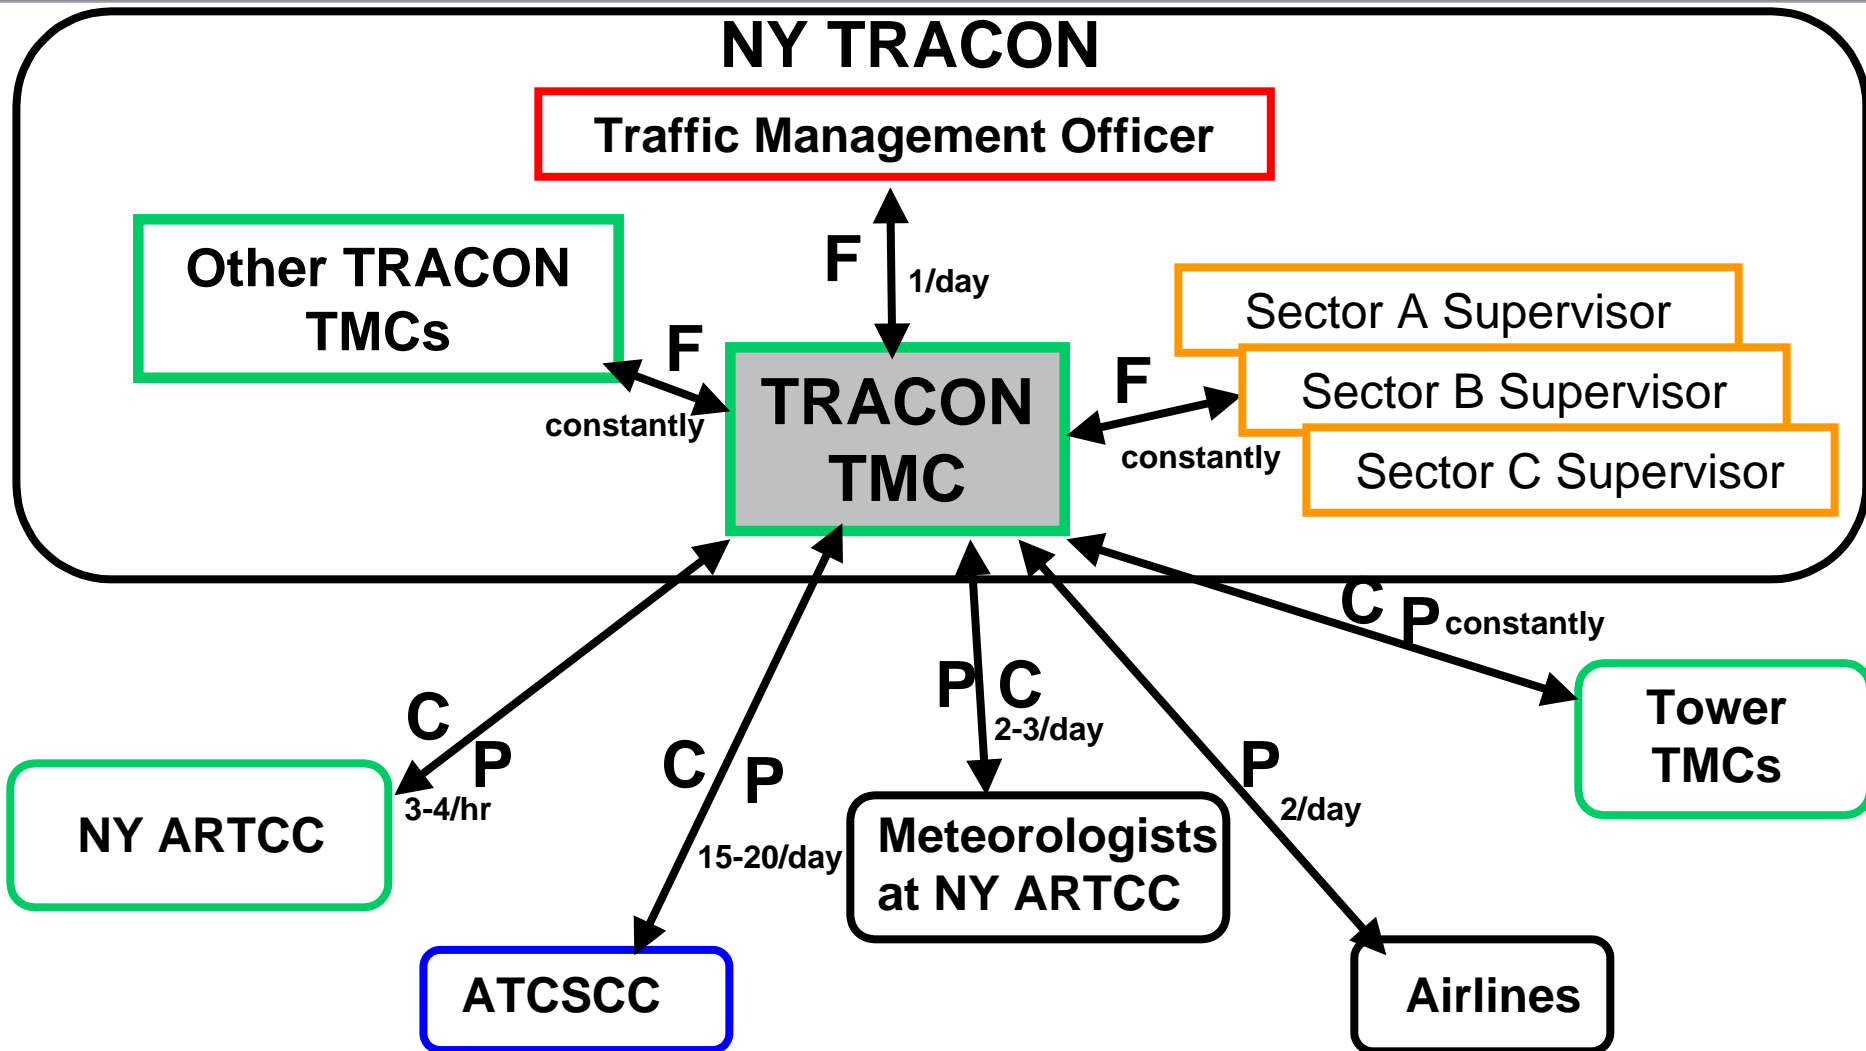 NY TRACON
Traffic Management Officer
Other TRACON
TMCs
F
1/day
Sector A Supervisor
Sector B Supervisor
Sector C Supervisor
F
constantly
F
constantly
TRACON
TMC
C
P
3-4/hr
C
P
15-20/day
P
C
2-3/day
P
2/day
C
P
constantly
Tower
TMCs
NY ARTCC
Meteorologists
at NY ARTCC
ATCSCC
Airlines